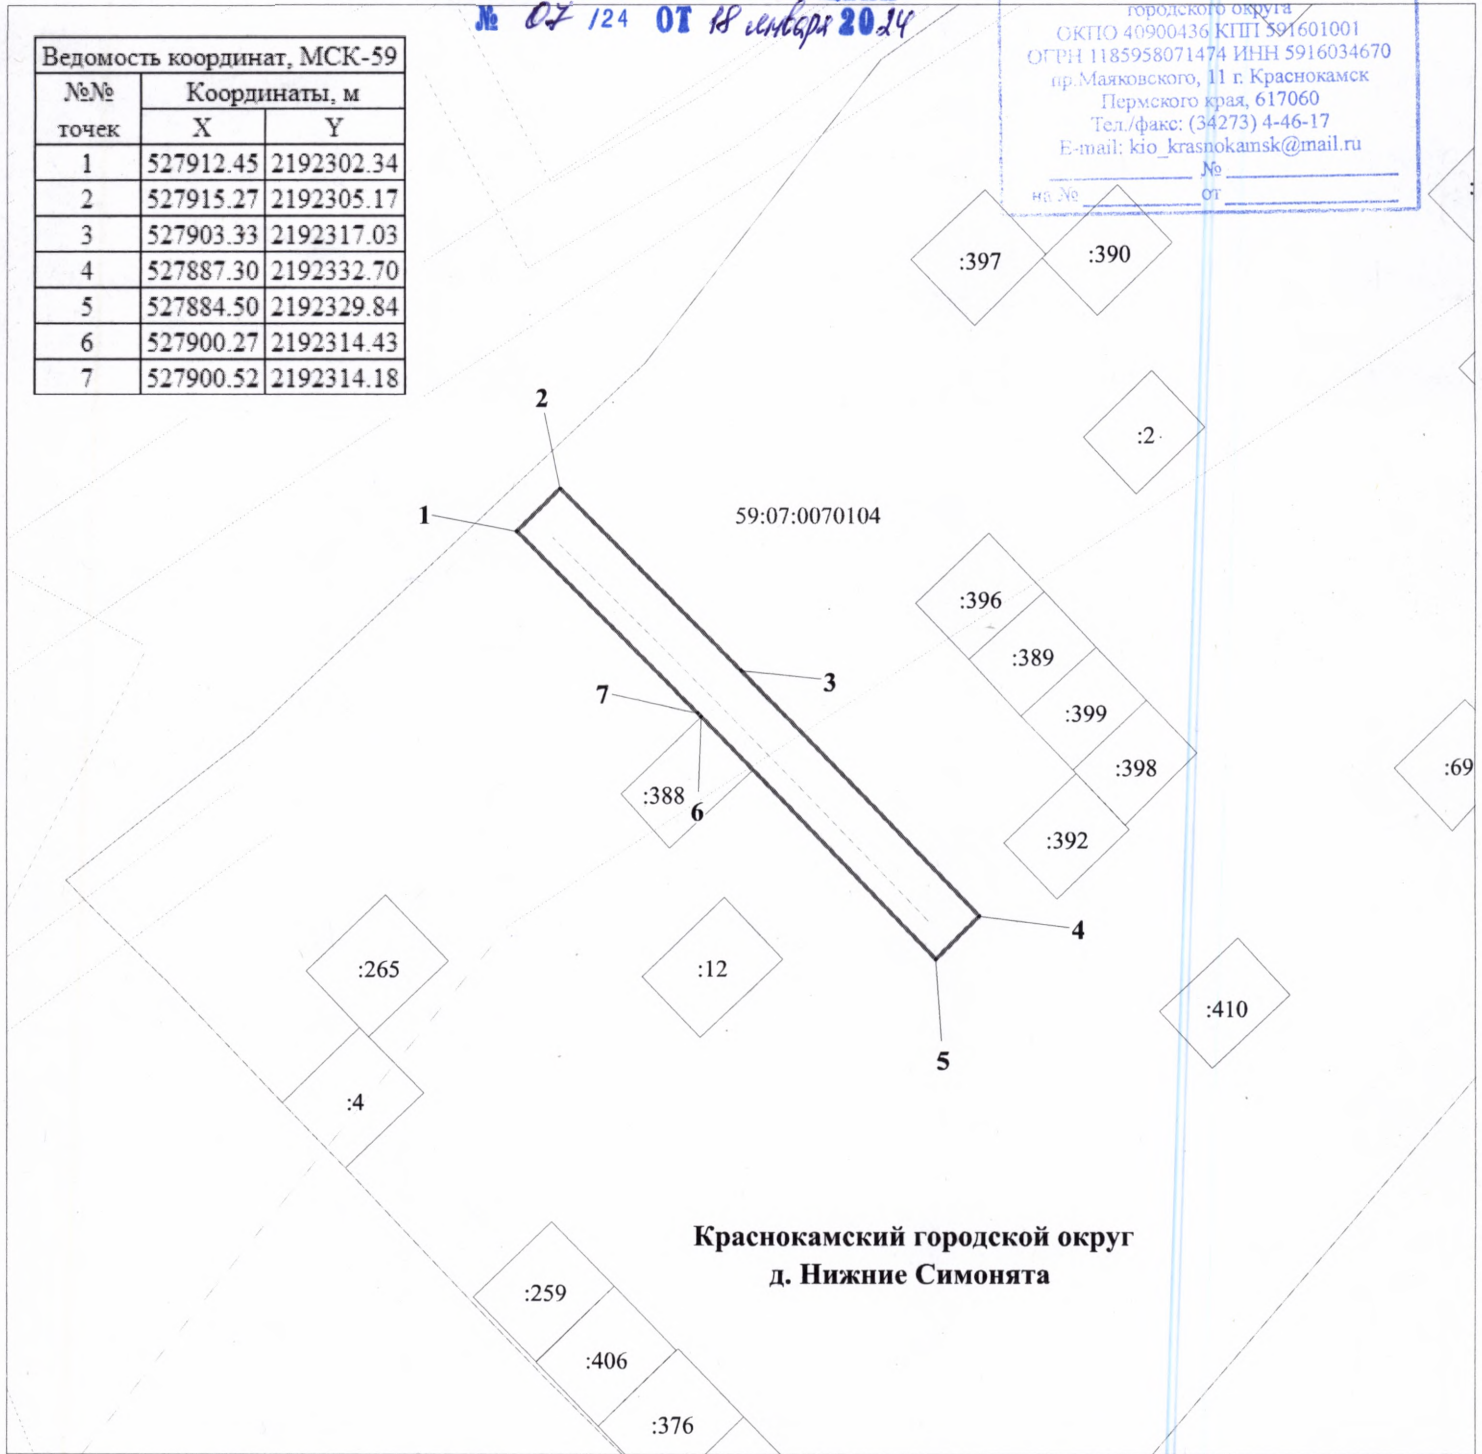 № 07 /24 ОТ 18 января 2024
городского округа
ОКПО 40900436 КПП 591601001
ОГРН 1185958071474 ИНН 5916034670
пр.Маяковского, 11 г. Краснокамск
Пермского края, 617060
Тел./факс: (34273) 4-46-17
E-mail: kio_krasnokamsk@mail.ru
№
на № от
Ведомость координат, МСК-59
№№ точек Координаты, м
X Y
1 527912.45 2192302.34
2 527915.27 2192305.17
3 527903.33 2192317.03
4 527887.30 2192332.70
5 527884.50 2192329.84
6 527900.27 2192314.43
7 527900.52 2192314.18
:397
:390
2
:2
1
59:07:0070104
:396
:389
3
7
:399
:398
:69
:388
6
:392
4
:265
:12
:410
5
:4
Краснокамский городской округ
д. Нижние Симонята
:259
:406
:376